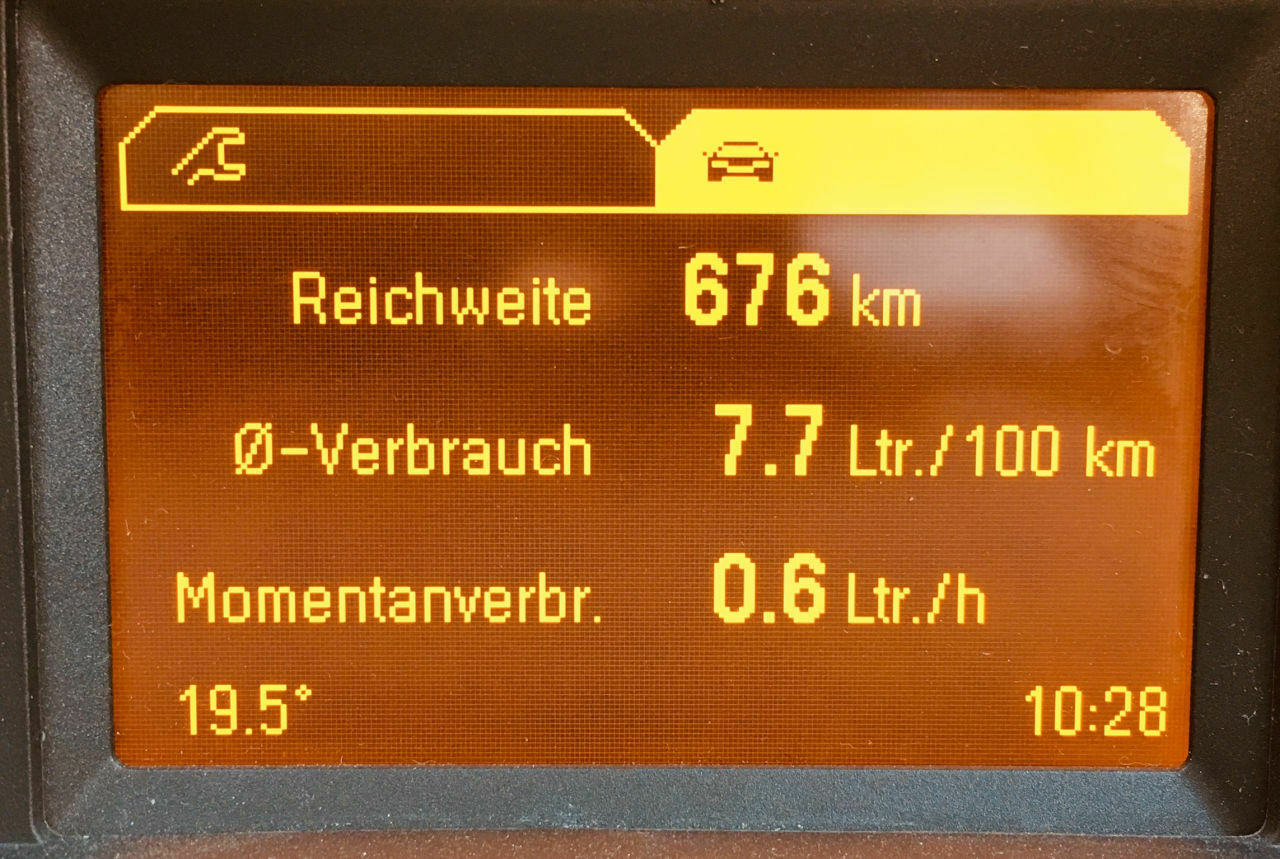 Reichweite 676 km
Ø-Verbrauch 7.7 Ltr./100 km
Momentanverbr. 0.6 Ltr./h
19.5° 10:28